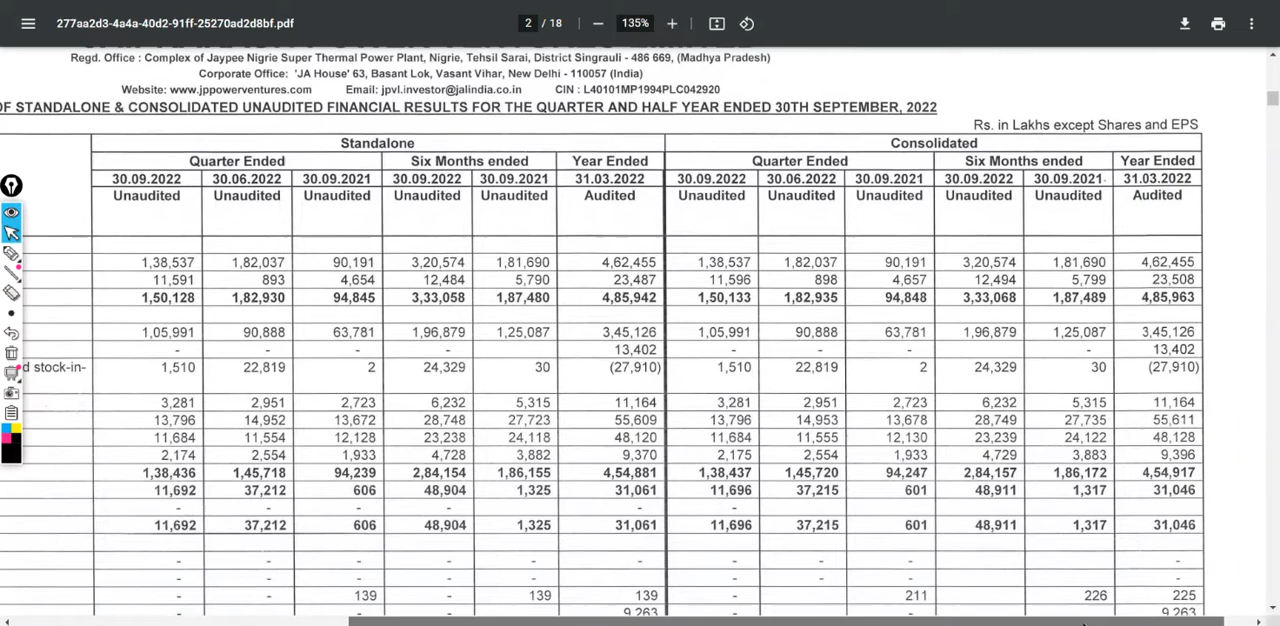 277aa2d3-4a4a-40d2-91ff-25270ad2d8bf.pdf 2 / 18 135%
Regd. Office : Complex of Jaypee Nigrie Super Thermal Power Plant, Nigrie, Tehsil Sarai, District Singrauli - 486 669, (Madhya Pradesh)
Corporate Office: 'JA House' 63, Basant Lok, Vasant Vihar, New Delhi - 110057 (India)
Website: www.jppowerventures.com Email: jpvl.investor@jalindia.co.in CIN : L40101MP1994PLC042920
OF STANDALONE & CONSOLIDATED UNAUDITED FINANCIAL RESULTS FOR THE QUARTER AND HALF YEAR ENDED 30TH SEPTEMBER, 2022
Rs. in Lakhs except Shares and EPS
Standalone Consolidated
Quarter Ended Six Months ended Year Ended Quarter Ended Six Months ended Year Ended
30.09.2022 30.06.2022 30.09.2021 30.09.2022 30.09.2021 31.03.2022 30.09.2022 30.06.2022 30.09.2021 30.09.2022 30.09.2021 31.03.2022
Unaudited Unaudited Unaudited Unaudited Unaudited Audited Unaudited Unaudited Unaudited Unaudited Unaudited Audited
1,38,537 1,82,037 90,191 3,20,574 1,81,690 4,62,455 1,38,537 1,82,037 90,191 3,20,574 1,81,690 4,62,455
11,591 893 4,654 12,484 5,790 23,487 11,596 898 4,657 12,494 5,799 23,508
1,50,128 1,82,930 94,845 3,33,058 1,87,480 4,85,942 1,50,133 1,82,935 94,848 3,33,068 1,87,489 4,85,963
1,05,991 90,888 63,781 1,96,879 1,25,087 3,45,126 1,05,991 90,888 63,781 1,96,879 1,25,087 3,45,126
- - - - - 13,402 - - - - - 13,402
d stock-in- 1,510 22,819 2 24,329 30 (27,910) 1,510 22,819 2 24,329 30 (27,910)
3,281 2,951 2,723 6,232 5,315 11,164 3,281 2,951 2,723 6,232 5,315 11,164
13,796 14,952 13,672 28,748 27,723 55,609 13,796 14,953 13,678 28,749 27,735 55,611
11,684 11,554 12,128 23,238 24,118 48,120 11,684 11,555 12,130 23,239 24,122 48,128
2,174 2,554 1,933 4,728 3,882 9,370 2,175 2,554 1,933 4,729 3,883 9,396
1,38,436 1,45,718 94,239 2,84,154 1,86,155 4,54,881 1,38,437 1,45,720 94,247 2,84,157 1,86,172 4,54,917
11,692 37,212 606 48,904 1,325 31,061 11,696 37,215 601 48,911 1,317 31,046
- - - - - - - -
11,692 37,212 606 48,904 1,325 31,061 11,696 37,215 601 48,911 1,317 31,046
- - - - - - - - -
- - - - - - - -
- - 139 - 139 139 - 211 226 225
9,263 9,263